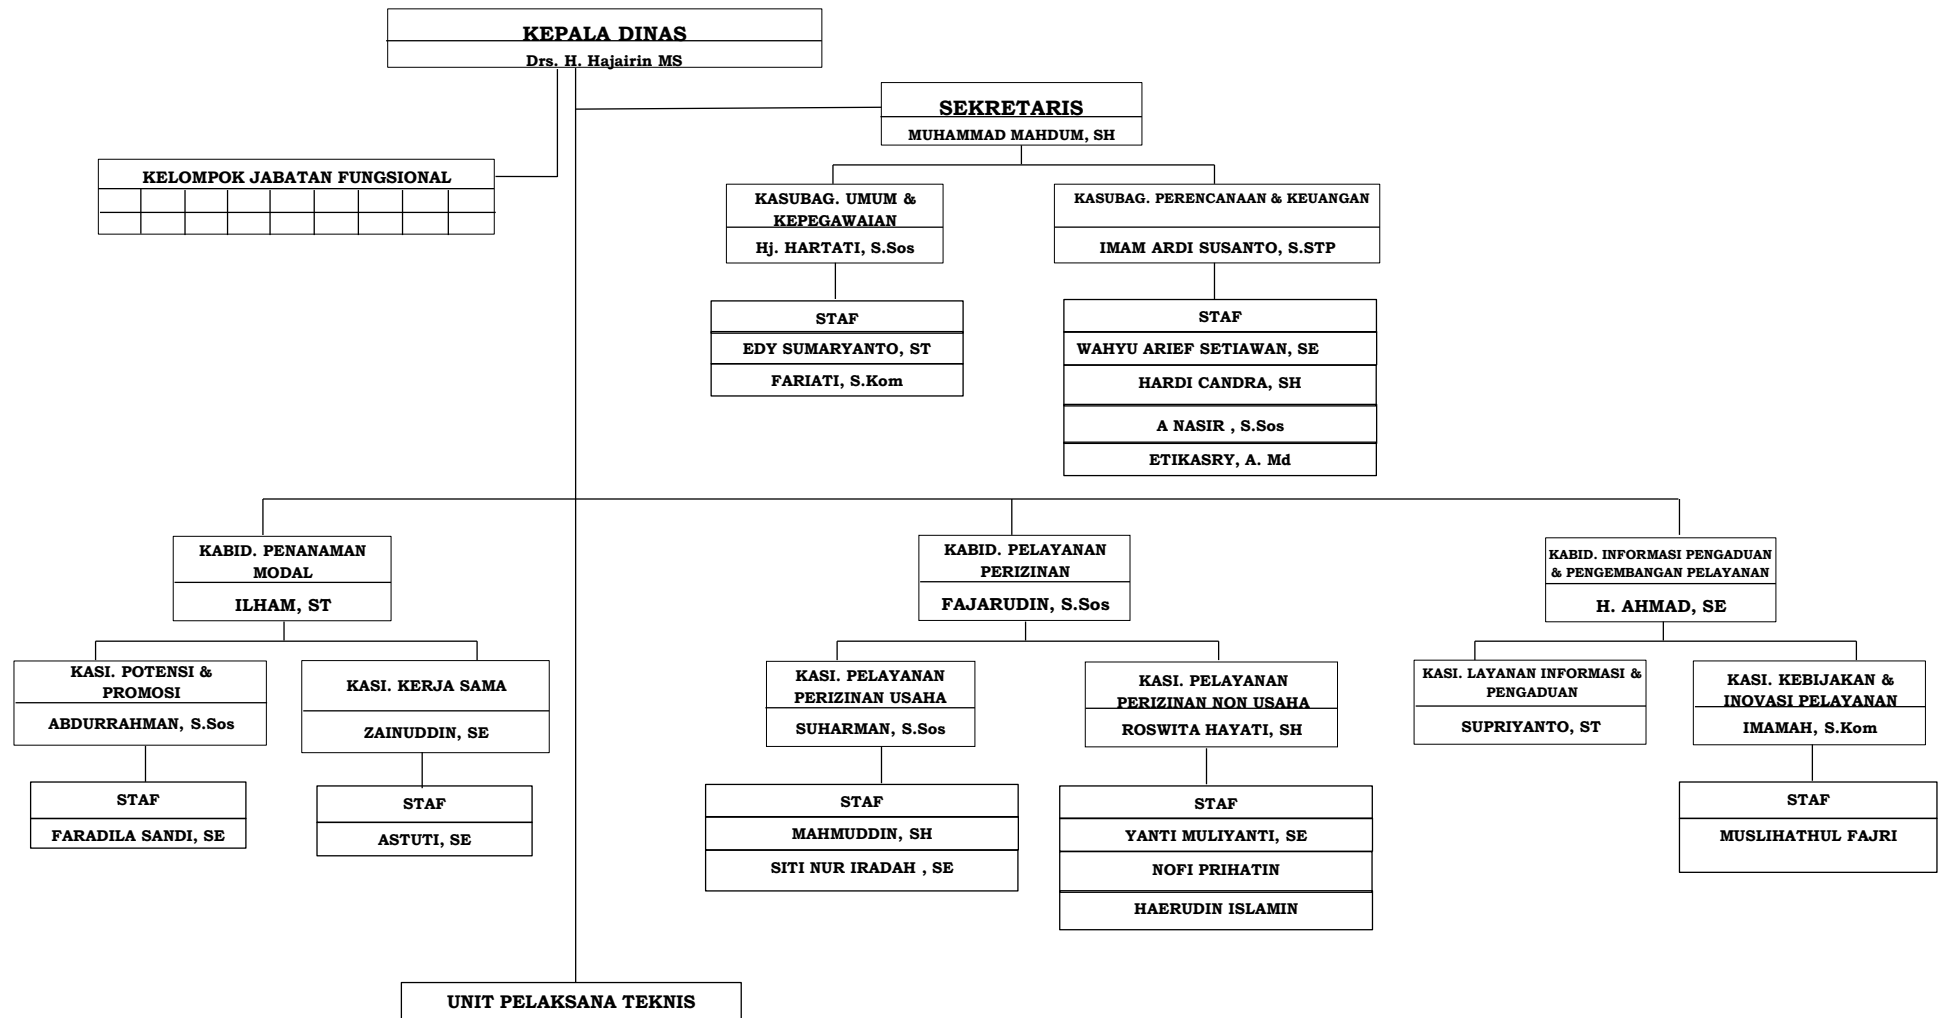 KEPALA DINAS
Drs. H. Hajairin MS
SEKRETARIS
MUHAMMAD MAHDUM, SH
KELOMPOK JABATAN FUNGSIONAL
KASUBAG. UMUM &
KEPEGAWAIAN
Hj. HARTATI, S.Sos
KASUBAG. PERENCANAAN & KEUANGAN
IMAM ARDI SUSANTO, S.STP
STAF
EDY SUMARYANTO, ST
FARIATI, S.Kom
STAF
WAHYU ARIEF SETIAWAN, SE
HARDI CANDRA, SH
A NASIR , S.Sos
ETIKASRY, A. Md
KABID. PENANAMAN
MODAL
ILHAM, ST
KABID. PELAYANAN
PERIZINAN
FAJARUDIN, S.Sos
KABID. INFORMASI PENGADUAN
& PENGEMBANGAN PELAYANAN
H. AHMAD, SE
KASI. POTENSI &
PROMOSI
ABDURRAHMAN, S.Sos
KASI. KERJA SAMA
ZAINUDDIN, SE
KASI. PELAYANAN
PERIZINAN USAHA
SUHARMAN, S.Sos
KASI. PELAYANAN
PERIZINAN NON USAHA
ROSWITA HAYATI, SH
KASI. LAYANAN INFORMASI &
PENGADUAN
SUPRIYANTO, ST
KASI. KEBIJAKAN &
INOVASI PELAYANAN
IMAMAH, S.Kom
STAF
FARADILA SANDI, SE
STAF
ASTUTI, SE
STAF
MAHMUDDIN, SH
SITI NUR IRADAH , SE
STAF
YANTI MULIYANTI, SE
NOFI PRIHATIN
HAERUDIN ISLAMIN
STAF
MUSLIHATHUL FAJRI
UNIT PELAKSANA TEKNIS